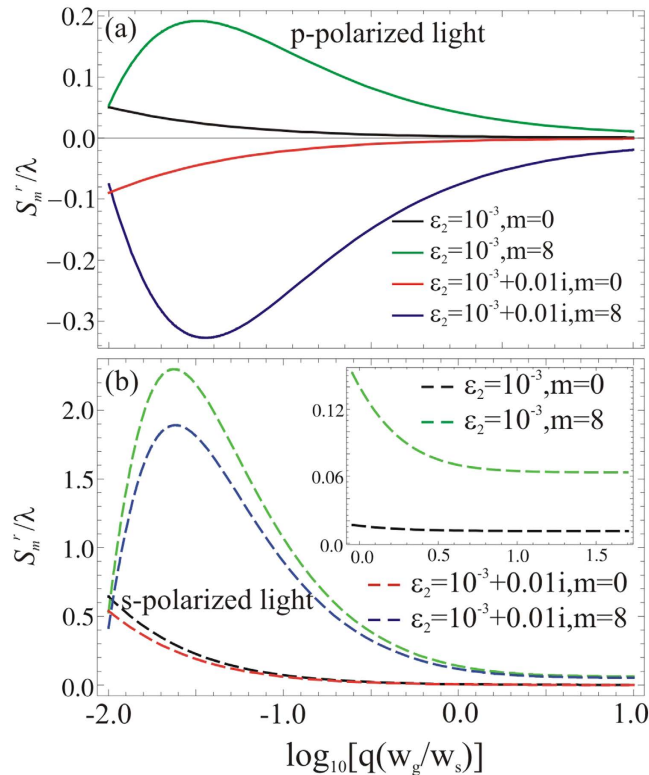 0.2
(a)
p-polarized light
0.1
0.0
S_m^r/λ
−0.1
ε₂=10⁻³,m=0
ε₂=10⁻³,m=8
−0.2
ε₂=10⁻³+0.01i,m=0
ε₂=10⁻³+0.01i,m=8
−0.3
(b)
2.0
ε₂=10⁻³,m=0
0.12
ε₂=10⁻³,m=8
1.5
0.06
S_m^r/λ
1.0
0.0
0.0 0.5 1.0 1.5
s-polarized light
ε₂=10⁻³+0.01i,m=0
0.5
ε₂=10⁻³+0.01i,m=8
0.0
-2.0 -1.0 0.0 1.0
log₁₀[q(w_g/w_s)]